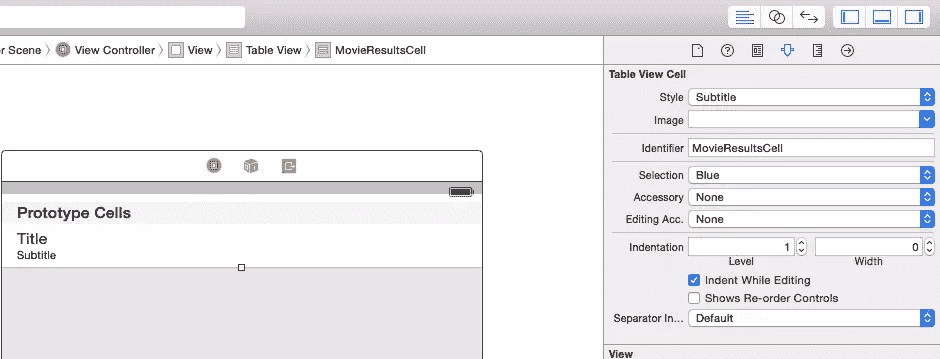 er Scene View Controller View Table View MovieResultsCell
Table View Cell
Style Subtitle
Image
Identifier MovieResultsCell
Selection Blue
Accessory None
Editing Acc. None
Indentation 1 0
Level Width
Indent While Editing
Shows Re-order Controls
Separator In... Default
View
Prototype Cells
Title
Subtitle